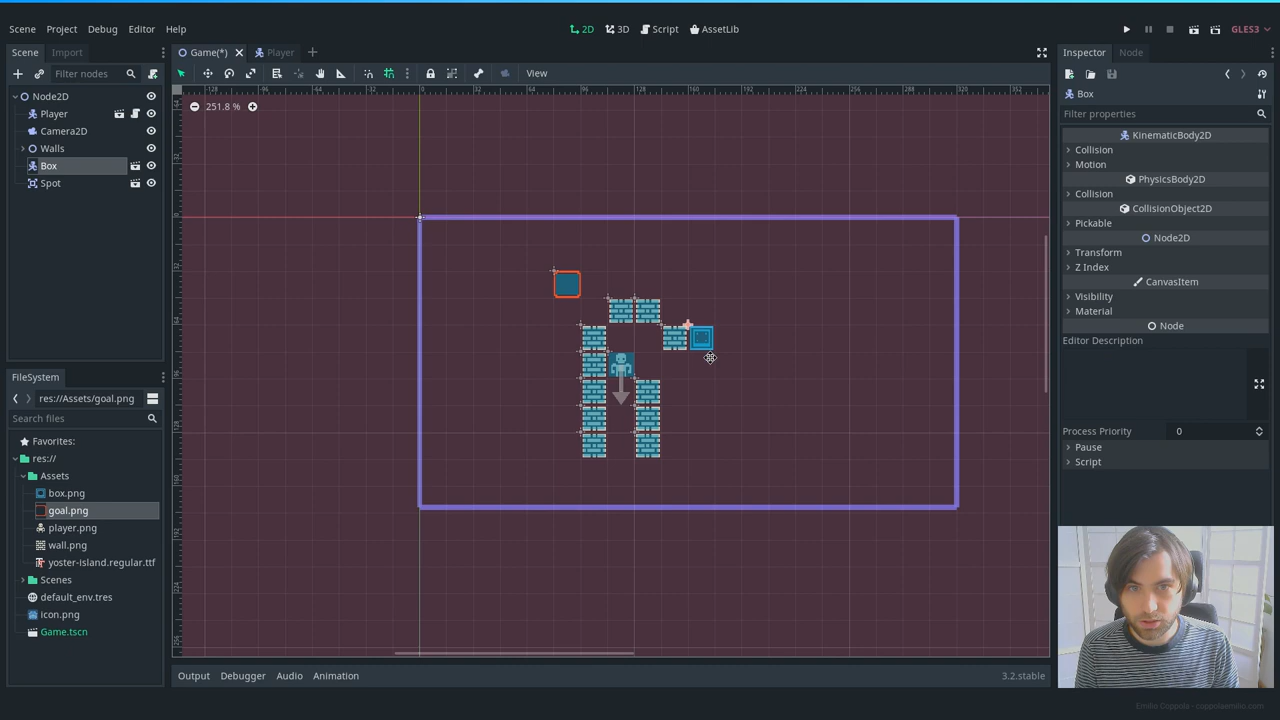 Scene Project Debug Editor Help
2D 3D Script AssetLib
GLES3
Scene Import
Filter nodes
Node2D
Player
Camera2D
Walls
Box
Spot
FileSystem
res://Assets/goal.png
Search files
Favorites:
res://
Assets
box.png
goal.png
player.png
wall.png
yoster-island.regular.ttf
Scenes
default_env.tres
icon.png
Game.tscn
Game(*) Player
View
251.8 %
Output Debugger Audio Animation
3.2.stable
Inspector Node
Box
Filter properties
KinematicBody2D
Collision
Motion
PhysicsBody2D
Collision
CollisionObject2D
Pickable
Node2D
Transform
Z Index
CanvasItem
Visibility
Material
Node
Editor Description
Process Priority 0
Pause
Script
Emilio Coppola - coppolaemilio.com